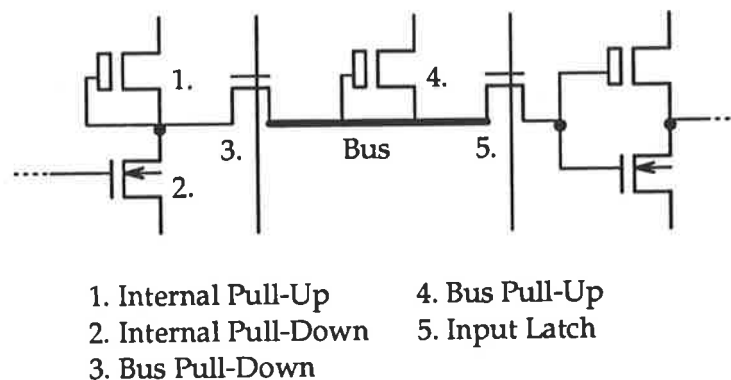 1.
4.
3.
Bus
5.
2.
1. Internal Pull-Up
2. Internal Pull-Down
3. Bus Pull-Down
4. Bus Pull-Up
5. Input Latch